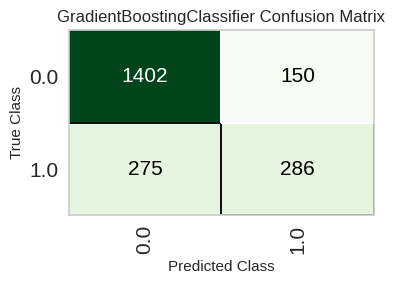 GradientBoostingClassifier Confusion Matrix
True Class
0.0
1402
150
1.0
275
286
0.0
1.0
Predicted Class